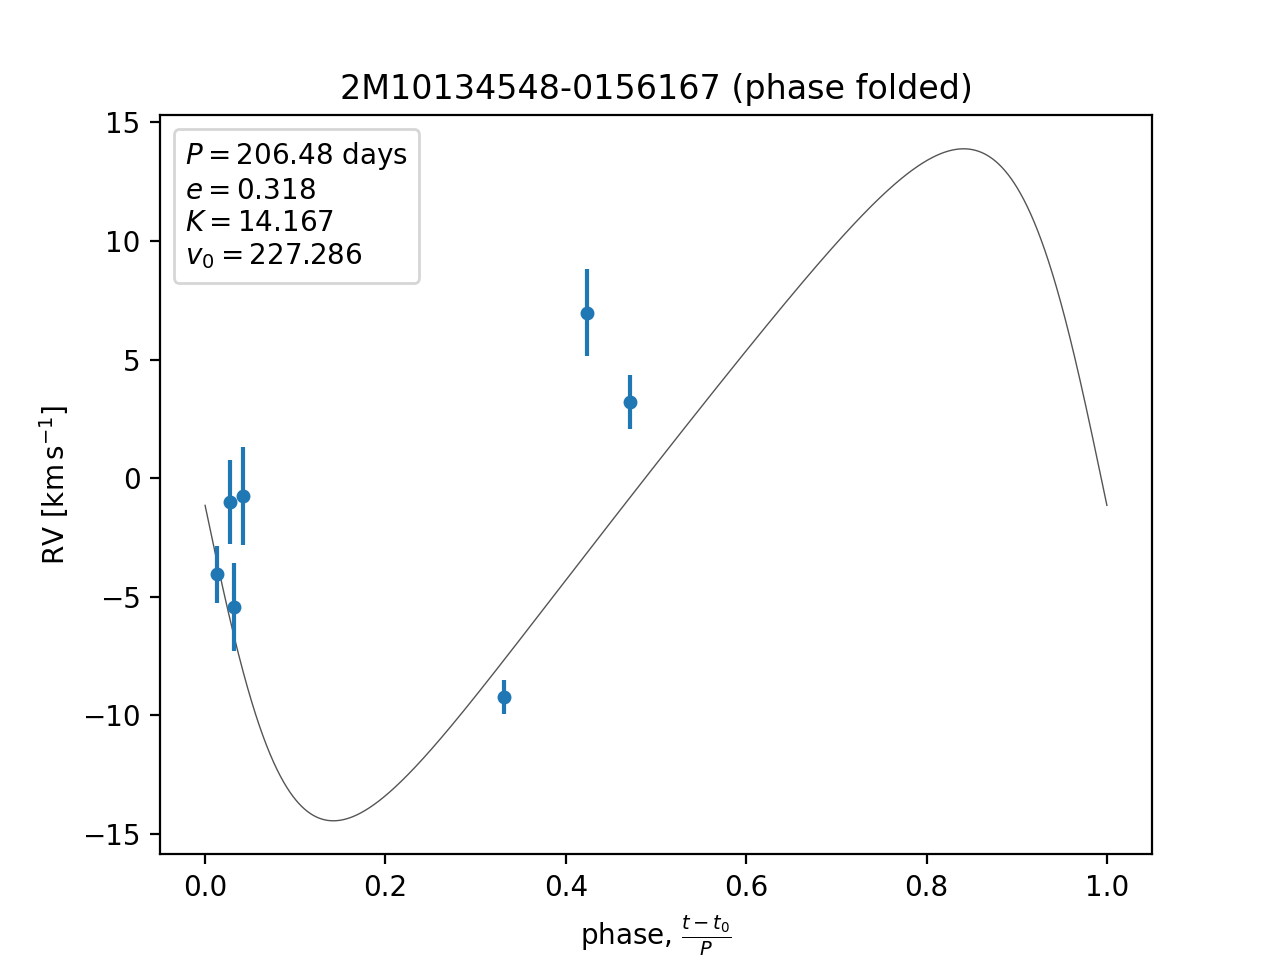 2M10134548-0156167 (phase folded)
P = 206.48 days
e = 0.318
K = 14.167
v₀ = 227.286
15
10
5
0
−5
−10
−15
RV [km s⁻¹]
0.0 0.2 0.4 0.6 0.8 1.0
phase, (t − t₀)/P